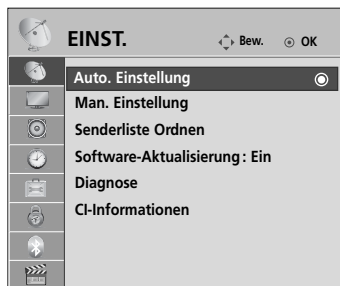 EINST. Bew. OK
Auto. Einstellung
Man. Einstellung
Senderliste Ordnen
Software-Aktualisierung : Ein
Diagnose
CI-Informationen